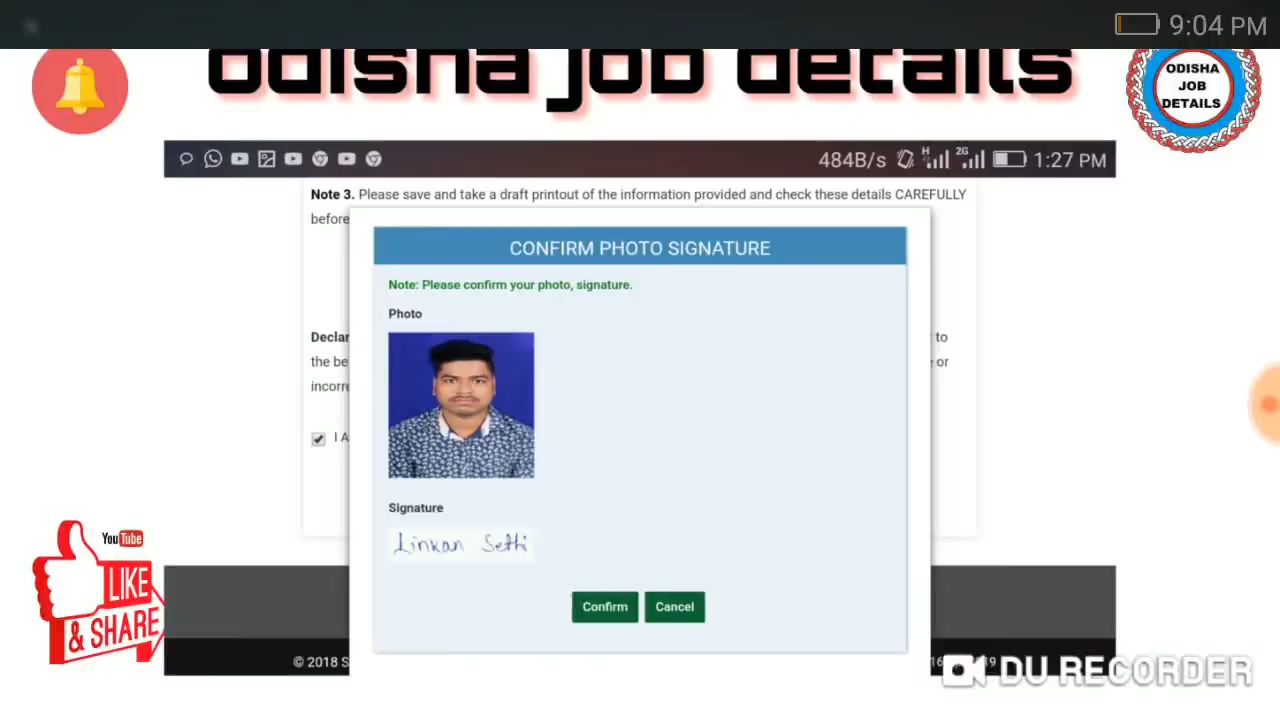 9:04 PM
odisha job details
ODISHA
JOB
DETAILS
484B/s H 2G 1:27 PM
Note 3. Please save and take a draft printout of the information provided and check these details CAREFULLY
before
CONFIRM PHOTO SIGNATURE
Note: Please confirm your photo, signature.
Photo
Declar
to
the be
or
incorre
I A
Signature
Linkan Sethi
YouTube
LIKE
& SHARE
Confirm Cancel
© 2018 S
DU RECORDER